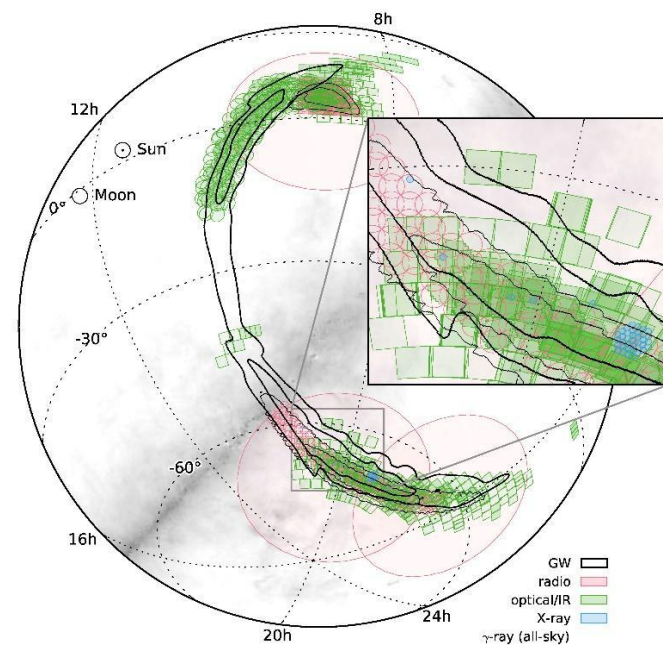 8h
12h
Sun
Moon
0°
-30°
-60°
16h
20h
24h
GW
radio
optical/IR
X-ray
γ-ray (all-sky)